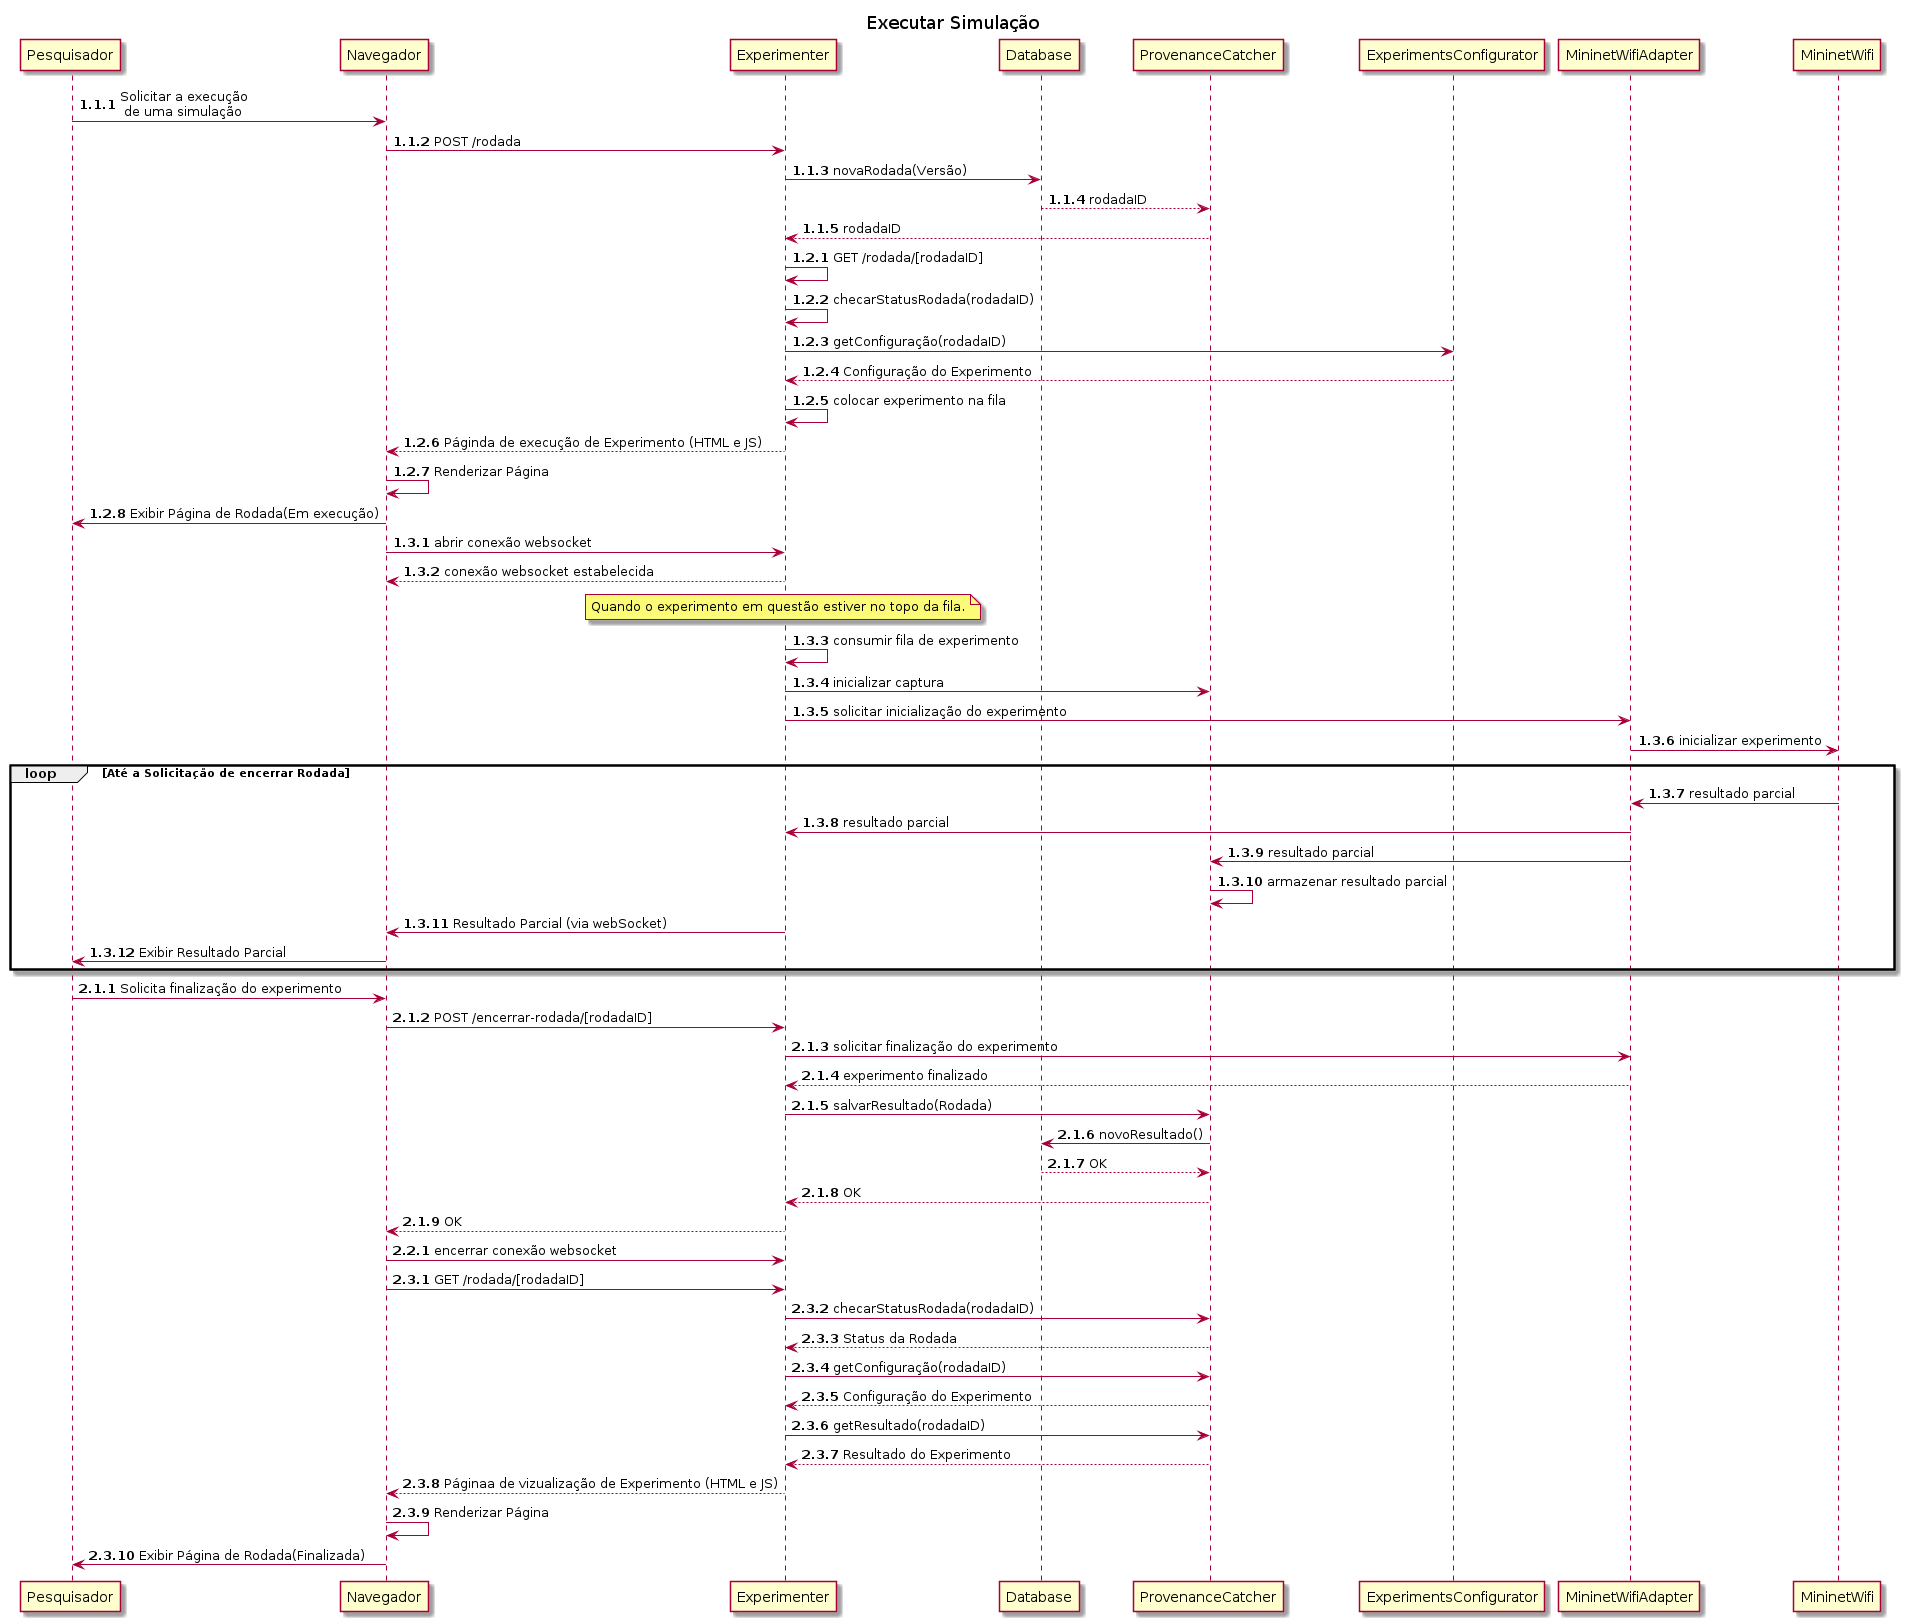 Executar Simulação
Pesquisador
Navegador
Experimenter
Database
ProvenanceCatcher
ExperimentsConfigurator
MininetWifiAdapter
MininetWifi
1.1.1 Solicitar a execução
de uma simulação
1.1.2 POST /rodada
1.1.3 novaRodada(Versão)
1.1.4 rodadaID
1.1.5 rodadaID
1.2.1 GET /rodada/[rodadaID]
1.2.2 checarStatusRodada(rodadaID)
1.2.3 getConfiguração(rodadaID)
1.2.4 Configuração do Experimento
1.2.5 colocar experimento na fila
1.2.6 Páginda de execução de Experimento (HTML e JS)
1.2.7 Renderizar Página
1.2.8 Exibir Página de Rodada(Em execução)
1.3.1 abrir conexão websocket
1.3.2 conexão websocket estabelecida
Quando o experimento em questão estiver no topo da fila.
1.3.3 consumir fila de experimento
1.3.4 inicializar captura
1.3.5 solicitar inicialização do experimento
1.3.6 inicializar experimento
loop [Até a Solicitação de encerrar Rodada]
1.3.7 resultado parcial
1.3.8 resultado parcial
1.3.9 resultado parcial
1.3.10 armazenar resultado parcial
1.3.11 Resultado Parcial (via webSocket)
1.3.12 Exibir Resultado Parcial
2.1.1 Solicita finalização do experimento
2.1.2 POST /encerrar-rodada/[rodadaID]
2.1.3 solicitar finalização do experimento
2.1.4 experimento finalizado
2.1.5 salvarResultado(Rodada)
2.1.6 novoResultado()
2.1.7 OK
2.1.8 OK
2.1.9 OK
2.2.1 encerrar conexão websocket
2.3.1 GET /rodada/[rodadaID]
2.3.2 checarStatusRodada(rodadaID)
2.3.3 Status da Rodada
2.3.4 getConfiguração(rodadaID)
2.3.5 Configuração do Experimento
2.3.6 getResultado(rodadaID)
2.3.7 Resultado do Experimento
2.3.8 Páginaa de vizualização de Experimento (HTML e JS)
2.3.9 Renderizar Página
2.3.10 Exibir Página de Rodada(Finalizada)
Pesquisador
Navegador
Experimenter
Database
ProvenanceCatcher
ExperimentsConfigurator
MininetWifiAdapter
MininetWifi